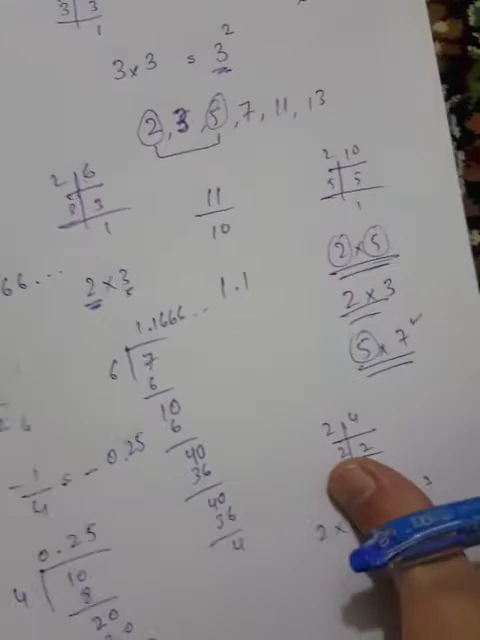 3 | 3
1
3 x 3 = 3²
2, 3, 5, 7, 11, 13
2 | 6
3 | 3
1
11
10
2 | 10
5 | 5
1
66...
2 x 3
2 x 5
2 x 3
5 x 7 ✓
1.1666..
1.1
6
7
6
10
6
40
36
40
36
4
-1/4 = -0.25
2 | 4
2 | 2
2 x
0.25
4
10
8
20